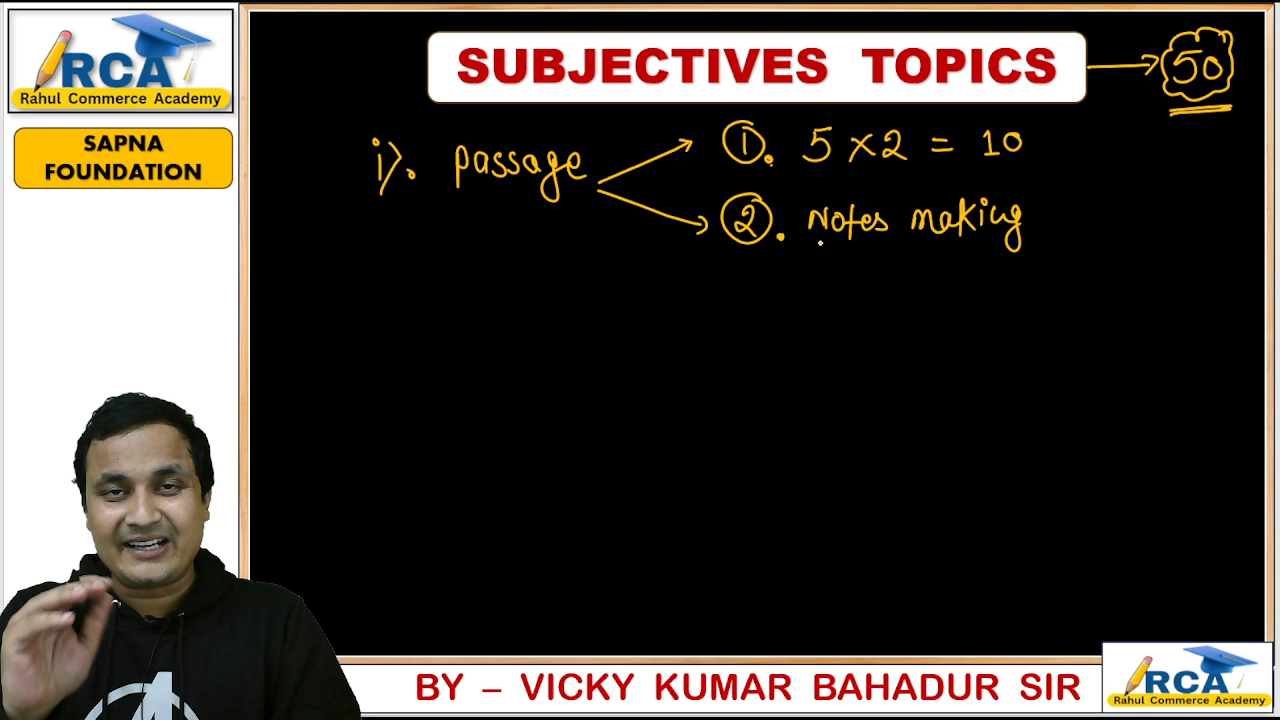 RCA
Rahul Commerce Academy
SAPNA
FOUNDATION
SUBJECTIVES TOPICS
50
i). Passage
1. 5 × 2 = 10
2. Notes making
BY – VICKY KUMAR BAHADUR SIR
RCA
Rahul Commerce Academy